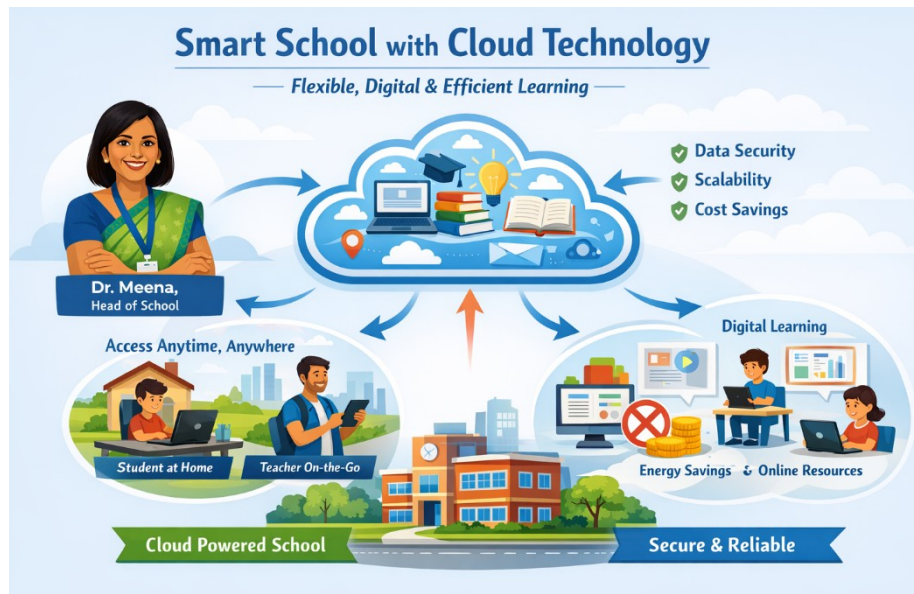 Smart School with Cloud Technology
Flexible, Digital & Efficient Learning
Data Security
Scalability
Cost Savings
Dr. Meena,
Head of School
Access Anytime, Anywhere
Student at Home
Teacher On-the-Go
Digital Learning
Energy Savings & Online Resources
Cloud Powered School
Secure & Reliable